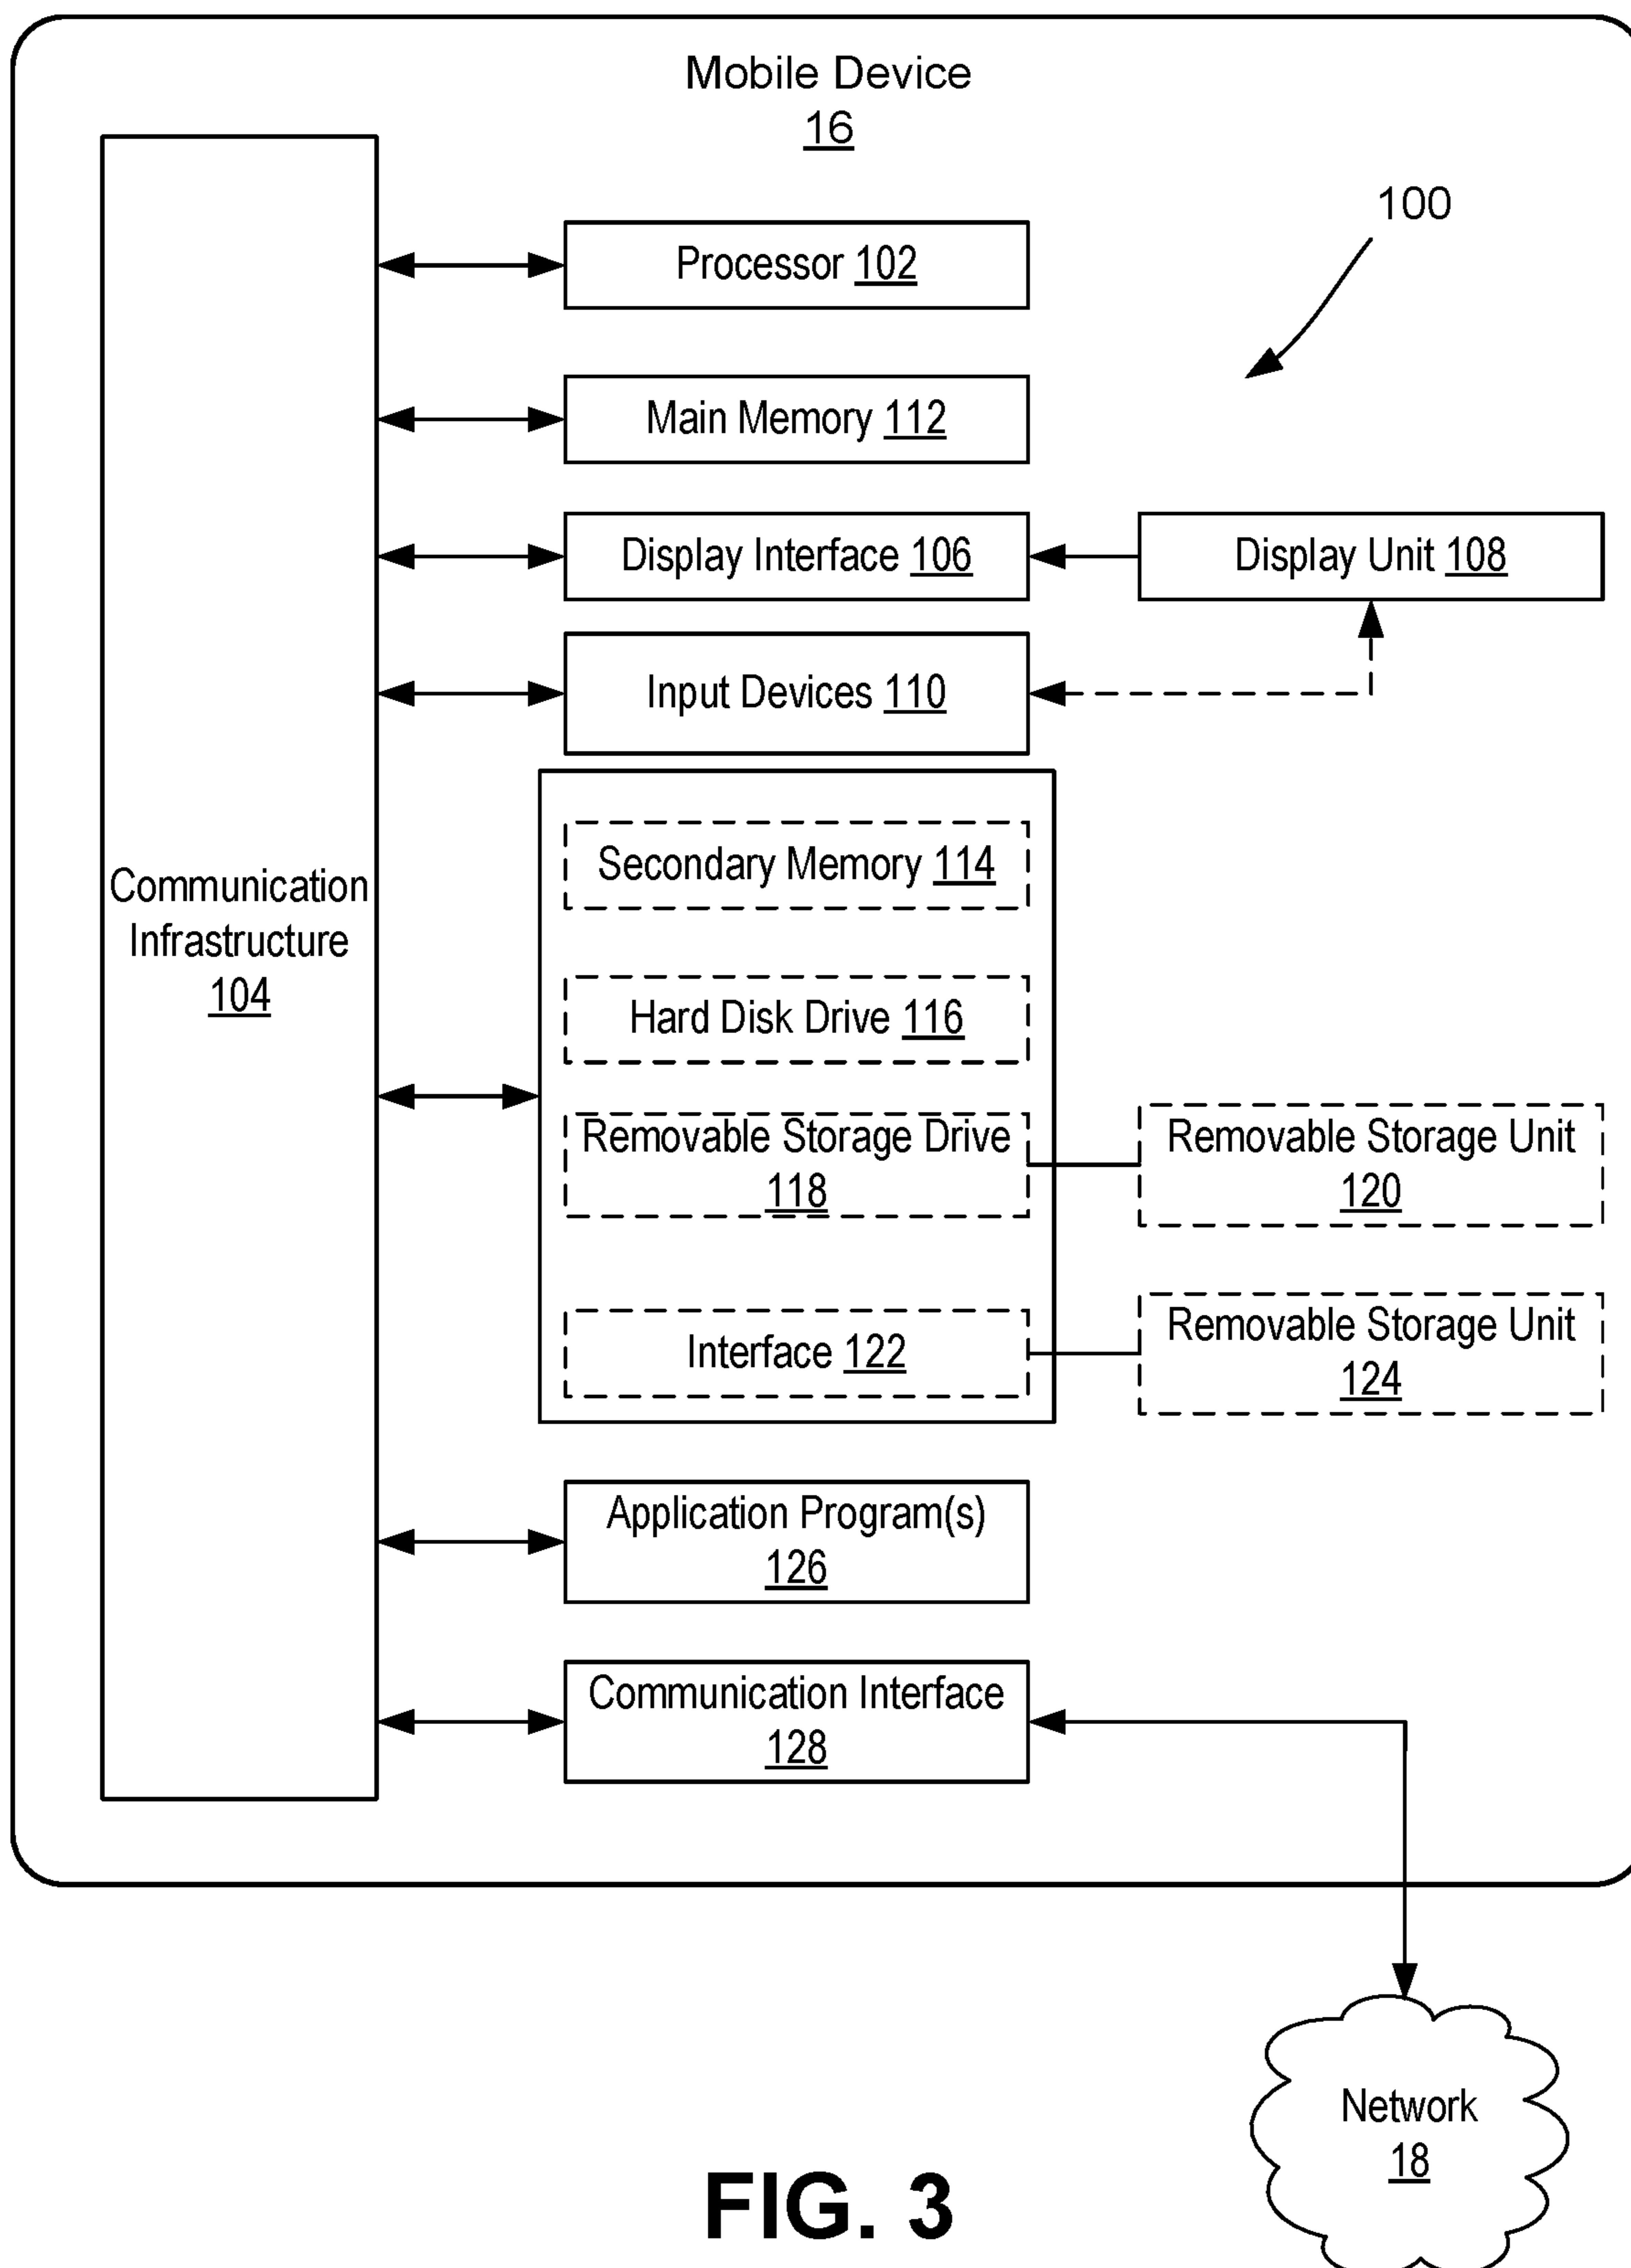 Mobile Device
16
100
Processor 102
Main Memory 112
Display Interface 106
Display Unit 108
Input Devices 110
Communication
Infrastructure
104
Secondary Memory 114
Hard Disk Drive 116
Removable Storage Drive
118
Removable Storage Unit
120
Interface 122
Removable Storage Unit
124
Application Program(s)
126
Communication Interface
128
Network
18
FIG. 3